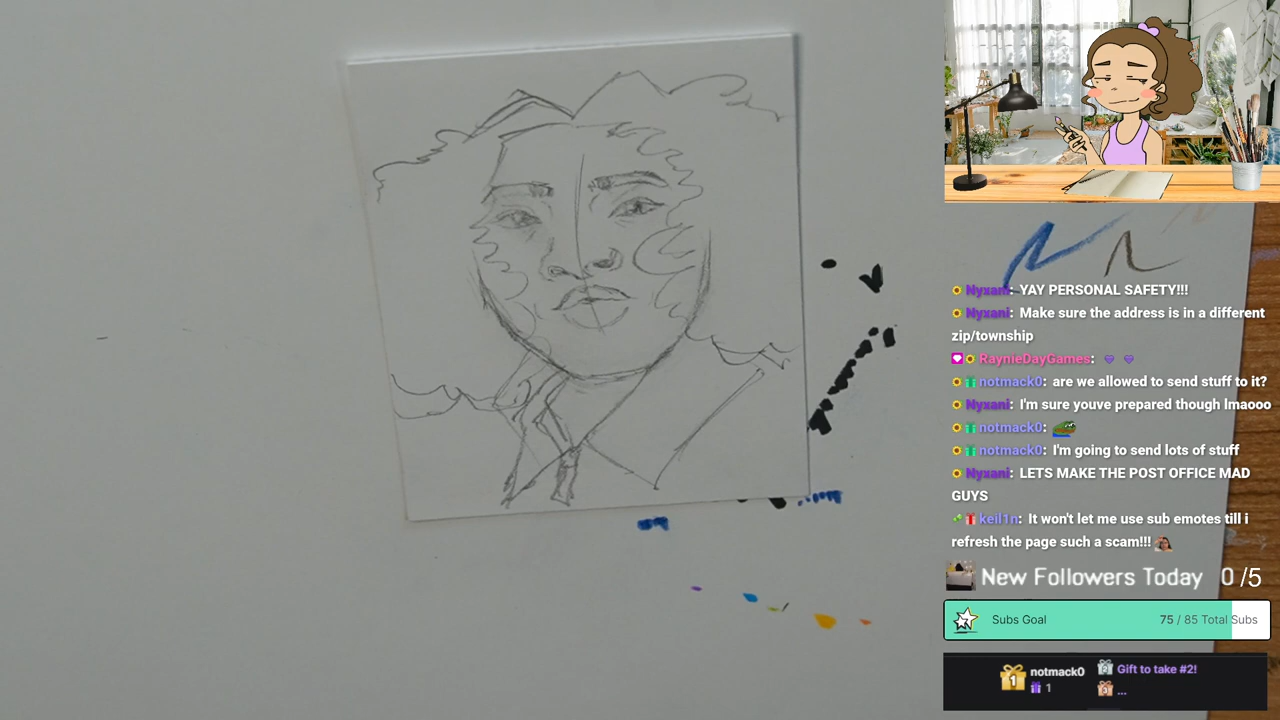 Nyxani: YAY PERSONAL SAFETY!!!
Nyxani: Make sure the address is in a different
zip/township
RaynieDayGames:
notmack0: are we allowed to send stuff to it?
Nyxani: I'm sure youve prepared though lmaooo
notmack0:
notmack0: I'm going to send lots of stuff
Nyxani: LETS MAKE THE POST OFFICE MAD
GUYS
keil1n: It won't let me use sub emotes till i
refresh the page such a scam!!!
New Followers Today 0 /5
Subs Goal 75 / 85 Total Subs
1 notmack0 1
Gift to take #2!
...